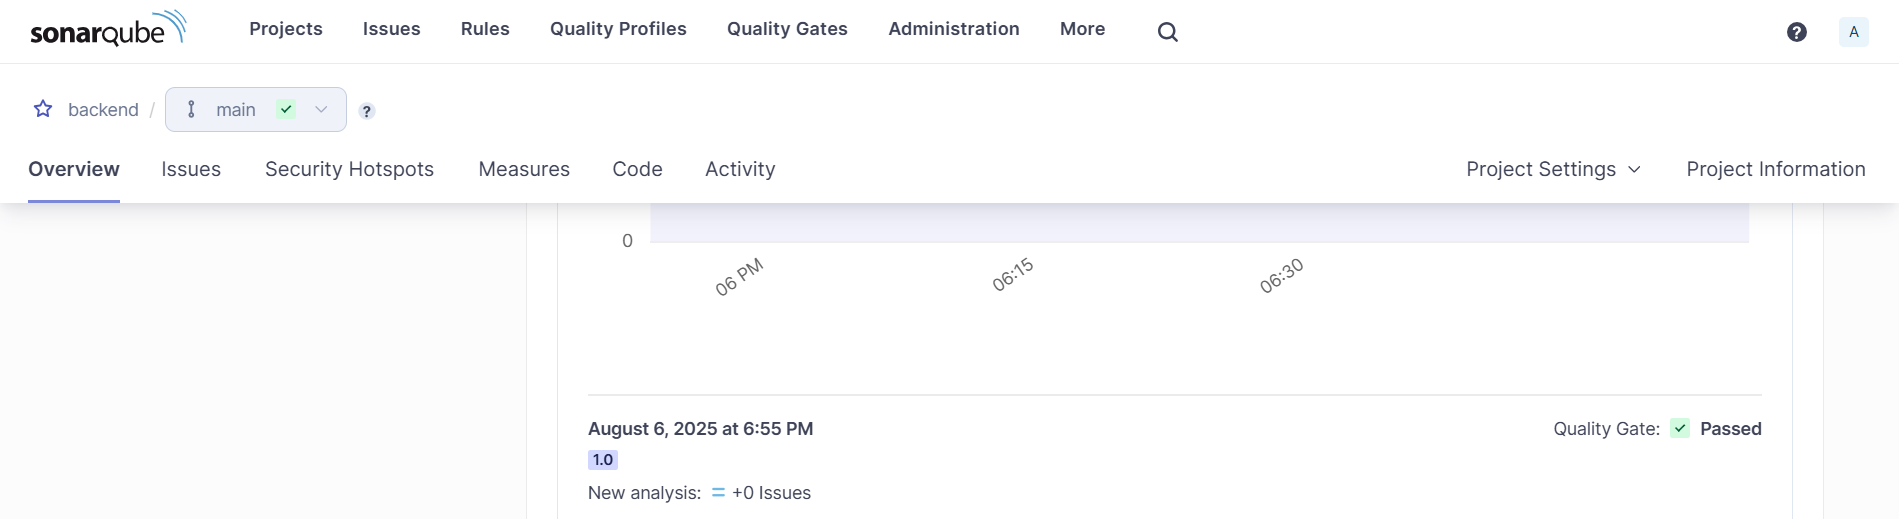 sonarqube Projects Issues Rules Quality Profiles Quality Gates Administration More ? A
backend / main ?
Overview Issues Security Hotspots Measures Code Activity Project Settings Project Information
0
06 PM 06:15 06:30
August 6, 2025 at 6:55 PM Quality Gate: Passed
1.0
New analysis: = +0 Issues